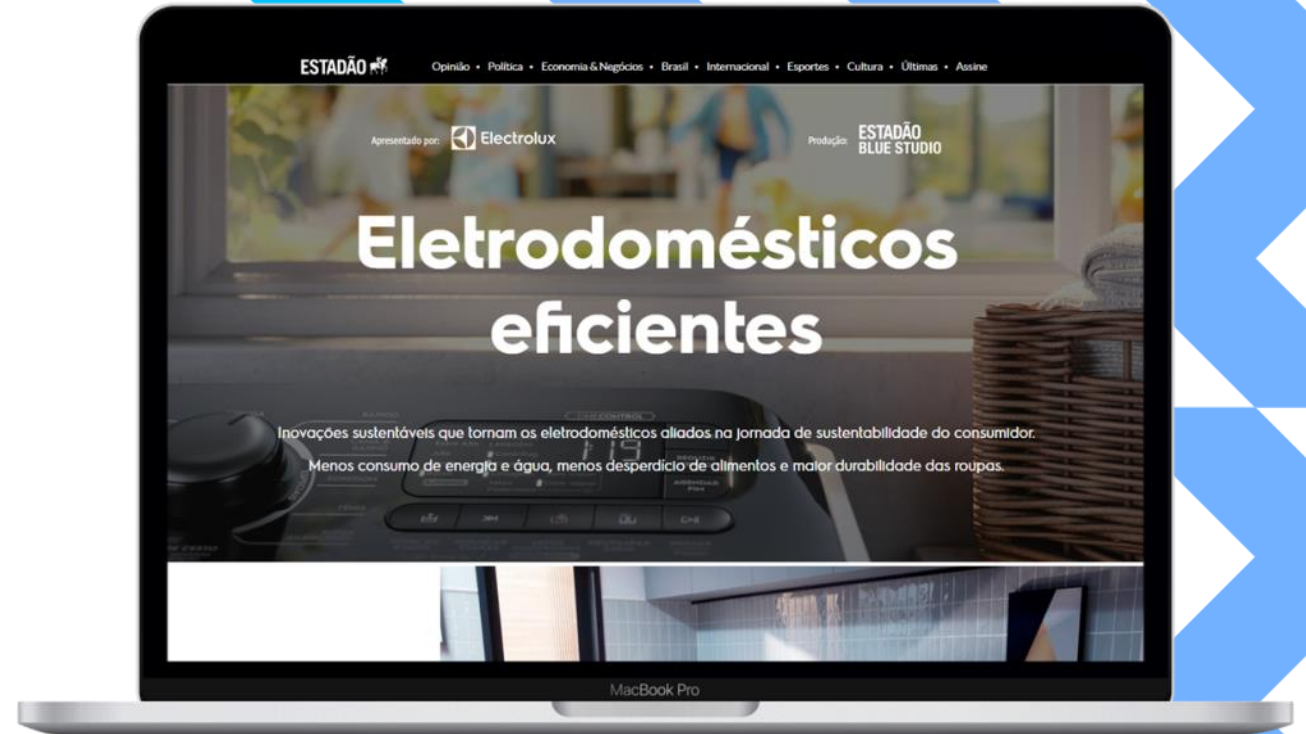 ESTADÃO
Opinião • Política • Economia & Negócios • Brasil • Internacional • Esportes • Cultura • Últimas • Assine
Apresentado por: Electrolux
Produção: ESTADÃO
BLUE STUDIO
Eletrodomésticos
eficientes
Inovações sustentáveis que tornam os eletrodomésticos aliados na jornada de sustentabilidade do consumidor.
Menos consumo de energia e água, menos desperdício de alimentos e maior durabilidade das roupas.
MacBook Pro